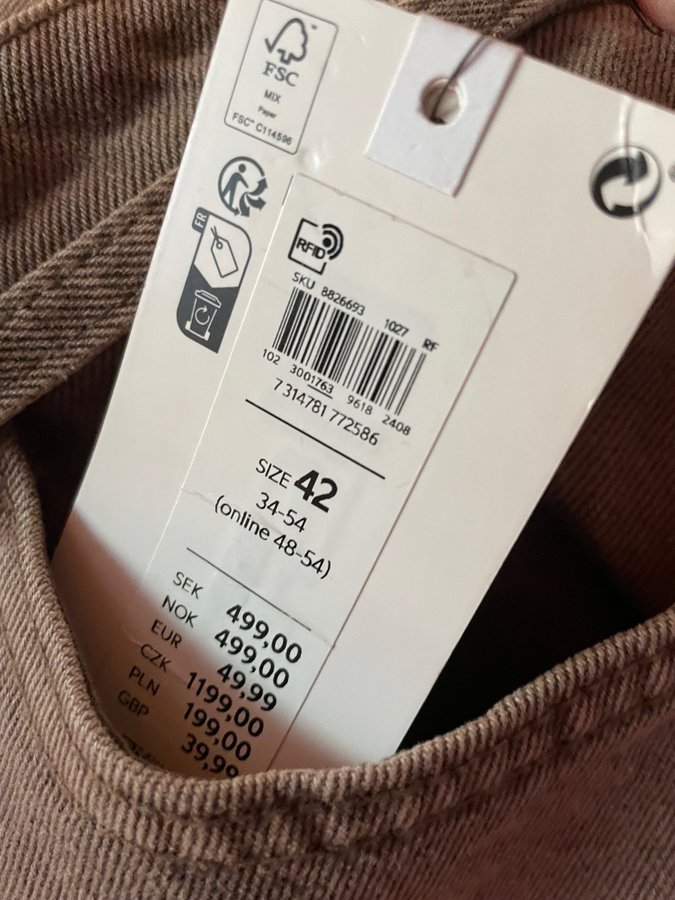 FSC™
MIX
Paper
FSC™ C114596
FR
RFID
SKU 8826693 1027 RF
102 3001763 9618 2408
7 314781 772586
SIZE 42
34-54
(online 48-54)
SEK 499,00
NOK 499,00
EUR 49,99
CZK 1199,00
PLN 199,00
GBP 39,99